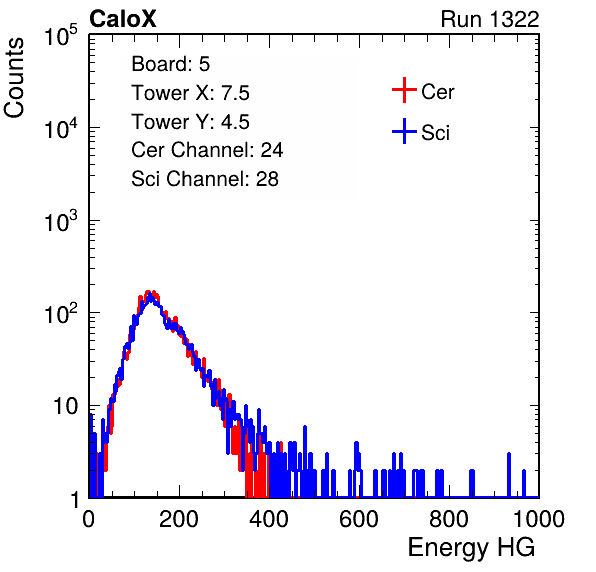 CaloX Run 1322
Counts
10^5
10^4
10^3
10^2
10
1
Board: 5
Tower X: 7.5
Tower Y: 4.5
Cer Channel: 24
Sci Channel: 28
Cer
Sci
0 200 400 600 800 1000
Energy HG